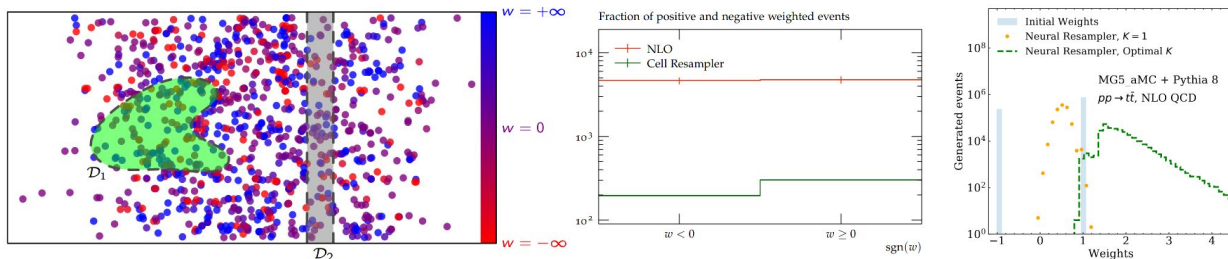 w = +∞
w = 0
w = −∞
𝒟₁
𝒟₂
Fraction of positive and negative weighted events
NLO
Cell Resampler
10⁴
10³
10²
w < 0
w ≥ 0
sgn(w)
Initial Weights
Neural Resampler, K = 1
Neural Resampler, Optimal K
MG5_aMC + Pythia 8
pp → tt̄, NLO QCD
Generated events
10⁸
10⁶
10⁴
10²
10⁰
−1 0 1 2 3 4
Weights